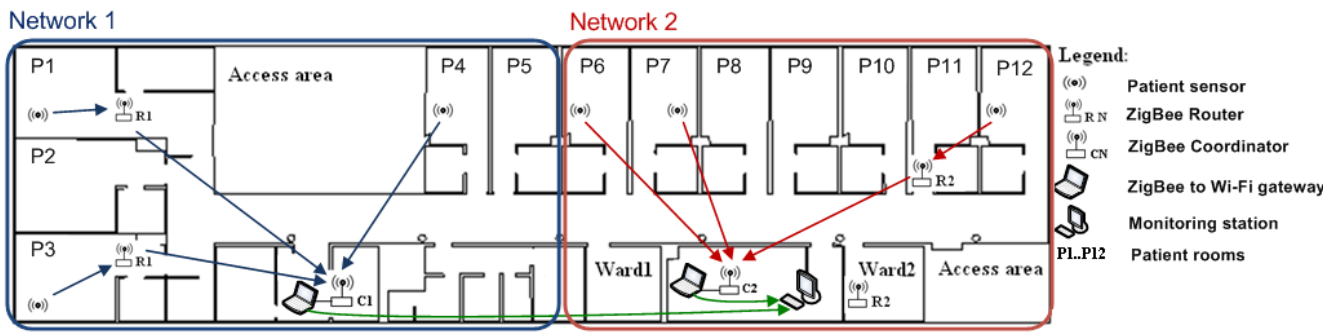 Network 1
Network 2
P1
Access area
P4
P5
P6
P7
P8
P9
P10
P11
P12
R1
P2
R2
P3
R1
C1
Ward1
C2
Ward2
R2
Access area
Legend:
Patient sensor
R N ZigBee Router
CN ZigBee Coordinator
ZigBee to Wi-Fi gateway
Monitoring station
P1..P12 Patient rooms